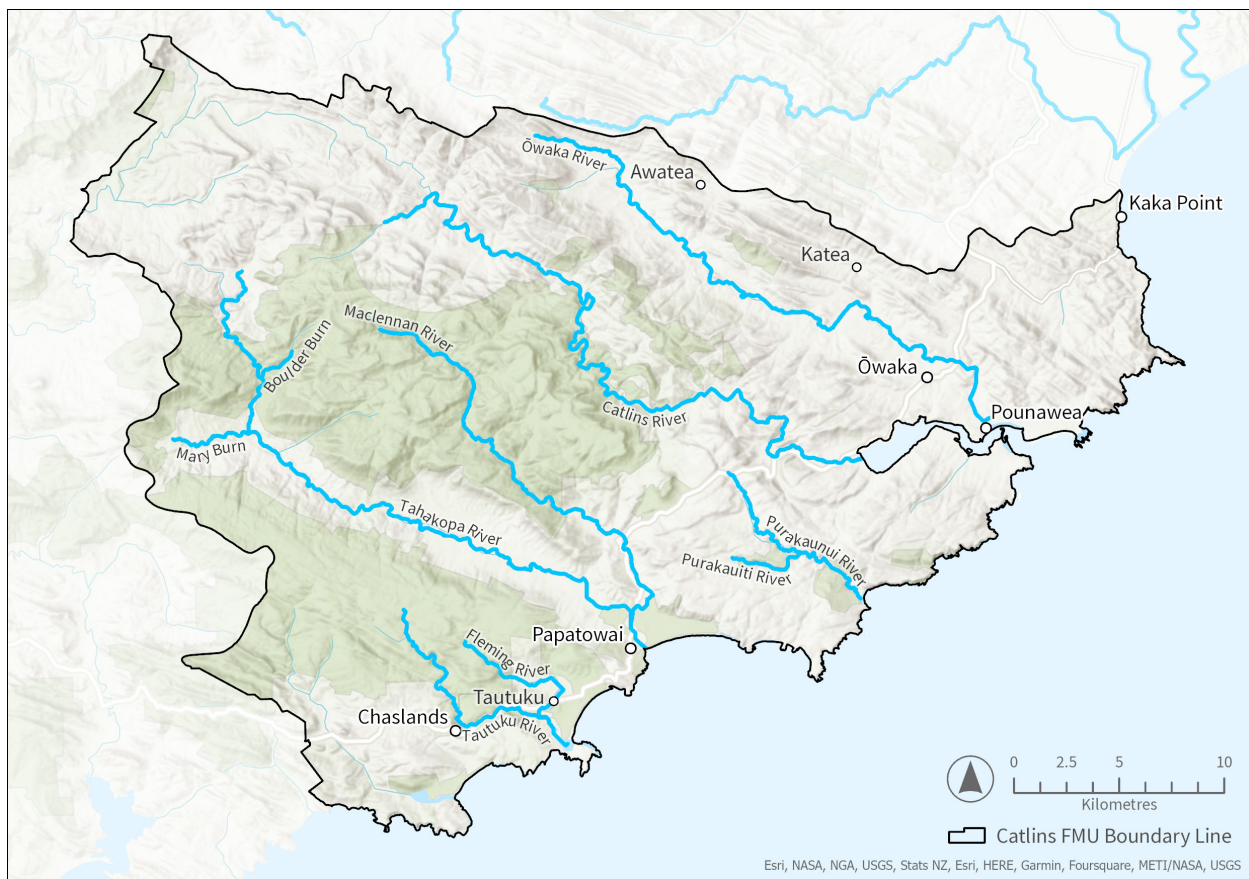 Ōwaka River
Awatea
Kaka Point
Katea
Maclennan River
Boulder Burn
Ōwaka
Catlins River
Pounawea
Mary Burn
Tahakopa River
Purakaunui River
Purakauiti River
Papatowai
Fleming River
Tautuku
Chaslands
Tautuku River
0 2.5 5 10
Kilometres
Catlins FMU Boundary Line
Esri, NASA, NGA, USGS, Stats NZ, Esri, HERE, Garmin, Foursquare, METI/NASA, USGS